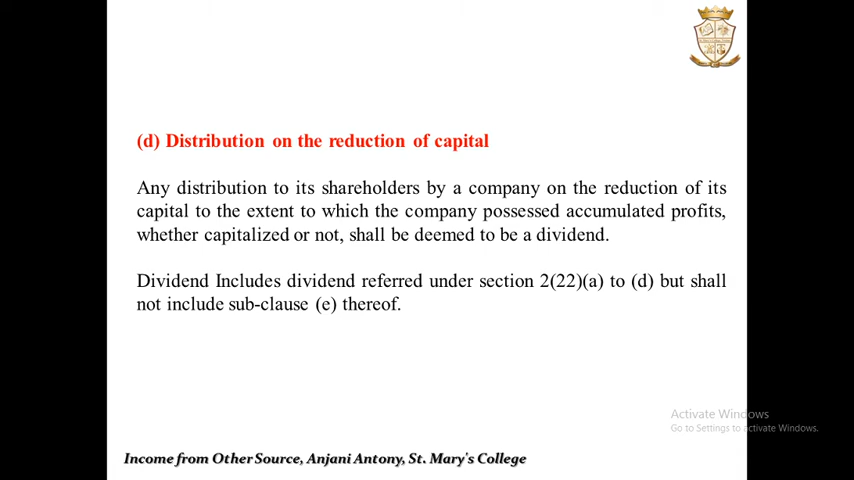 (d) Distribution on the reduction of capital
Any distribution to its shareholders by a company on the reduction of its
capital to the extent to which the company possessed accumulated profits,
whether capitalized or not, shall be deemed to be a dividend.
Dividend Includes dividend referred under section 2(22)(a) to (d) but shall
not include sub-clause (e) thereof.
Activate Windows
Go to Settings to activate Windows.
Income from Other Source, Anjani Antony, St. Mary's College